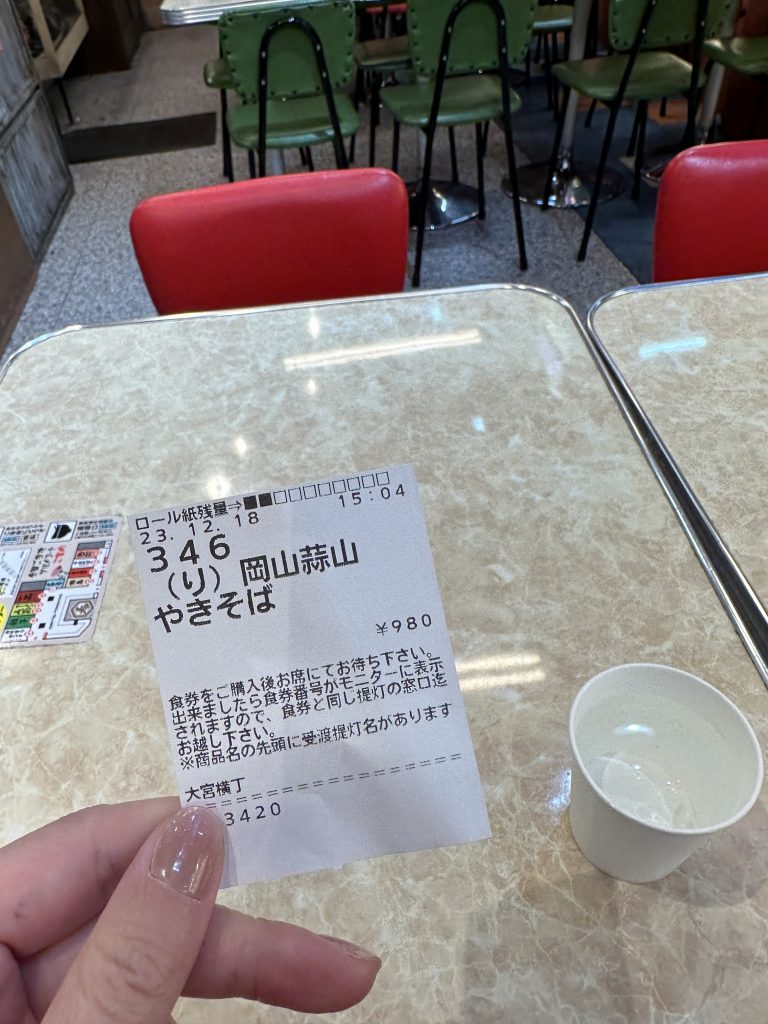 ロール紙残量⇒■■□□□□□□□□
23.12.18 15:04
346
(り) 岡山蒜山
やきそば
¥980
食券をご購入後お席にてお待ち下さい。
出来ましたら食券番号がモニターに表示
されますので、食券と同じ提灯の窓口迄
お越し下さい。
※商品名の先頭に受渡提灯名があります
大宮横丁
3420